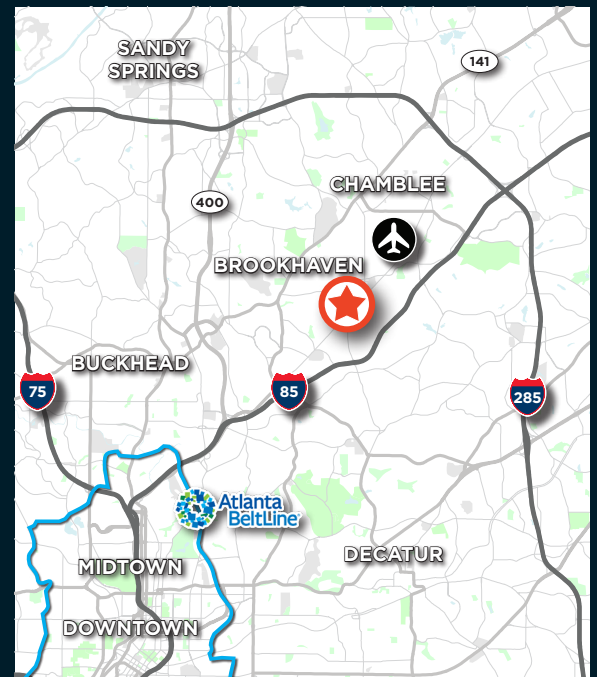 SANDY
SPRINGS
141
CHAMBLEE
400
BROOKHAVEN
BUCKHEAD
75
85
285
Atlanta
BeltLine
DECATUR
MIDTOWN
DOWNTOWN